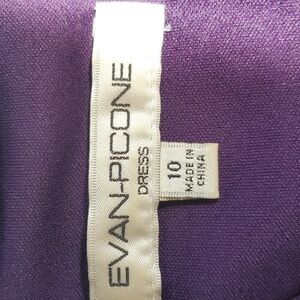 EVAN-PICONE
DRESS
10
MADE IN
CHINA